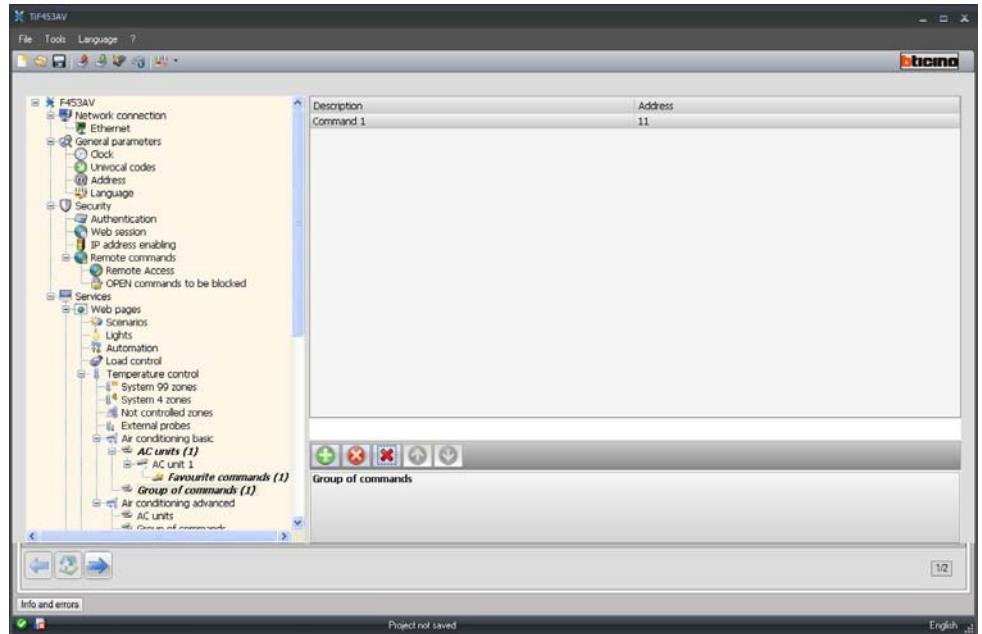 TiF453AV
File Tools Language ?
bticino
F453AV
Network connection
Ethernet
General parameters
Clock
Univocal codes
Address
Language
Security
Authentication
Web session
IP address enabling
Remote commands
Remote Access
OPEN commands to be blocked
Services
Web pages
Scenarios
Lights
Automation
Load control
Temperature control
System 99 zones
System 4 zones
Not controlled zones
External probes
Air conditioning basic
AC units (1)
AC unit 1
Favourite commands (1)
Group of commands (1)
Air conditioning advanced
AC units
Group of commands
Description Address
Command 1 11
Group of commands
1/2
Info and errors
Project not saved English